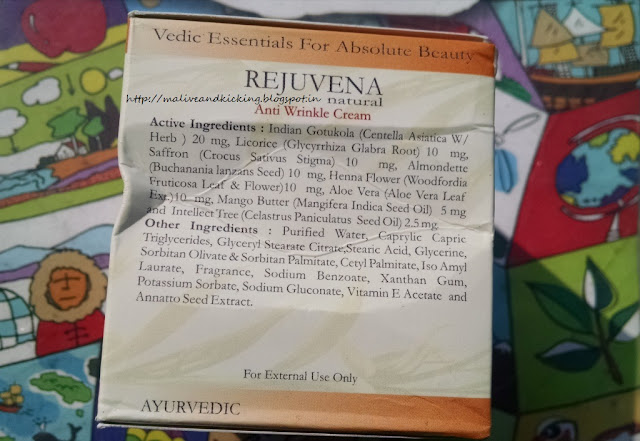 Vedic Essentials For Absolute Beauty
REJUVENA
http://maliveandkicking.blogspot.in natural
Anti Wrinkle Cream
Active Ingredients : Indian Gotukola (Centella Asiatica W/
Herb ) 20 mg, Licorice (Glycyrrhiza Glabra Root) 10 mg,
Saffron (Crocus Sativus Stigma) 10 mg, Almondette
(Buchanania lanzans Seed) 10 mg, Henna Flower (Woodfordia
Fruticosa Leaf & Flower)10 mg, Aloe Vera (Aloe Vera Leaf
Ext.)10 mg, Mango Butter (Mangifera Indica Seed Oil) 5 mg
and Intellect Tree (Celastrus Paniculatus Seed Oil) 2.5 mg.
Other Ingredients : Purified Water, Caprylic Capric
Triglycerides, Glyceryl Stearate Citrate,Stearic Acid, Glycerine,
Sorbitan Olivate & Sorbitan Palmitate, Cetyl Palmitate, Iso Amyl
Laurate, Fragrance, Sodium Benzoate, Xanthan Gum,
Potassium Sorbate, Sodium Gluconate, Vitamin E Acetate and
Annatto Seed Extract.
For External Use Only
AYURVEDIC